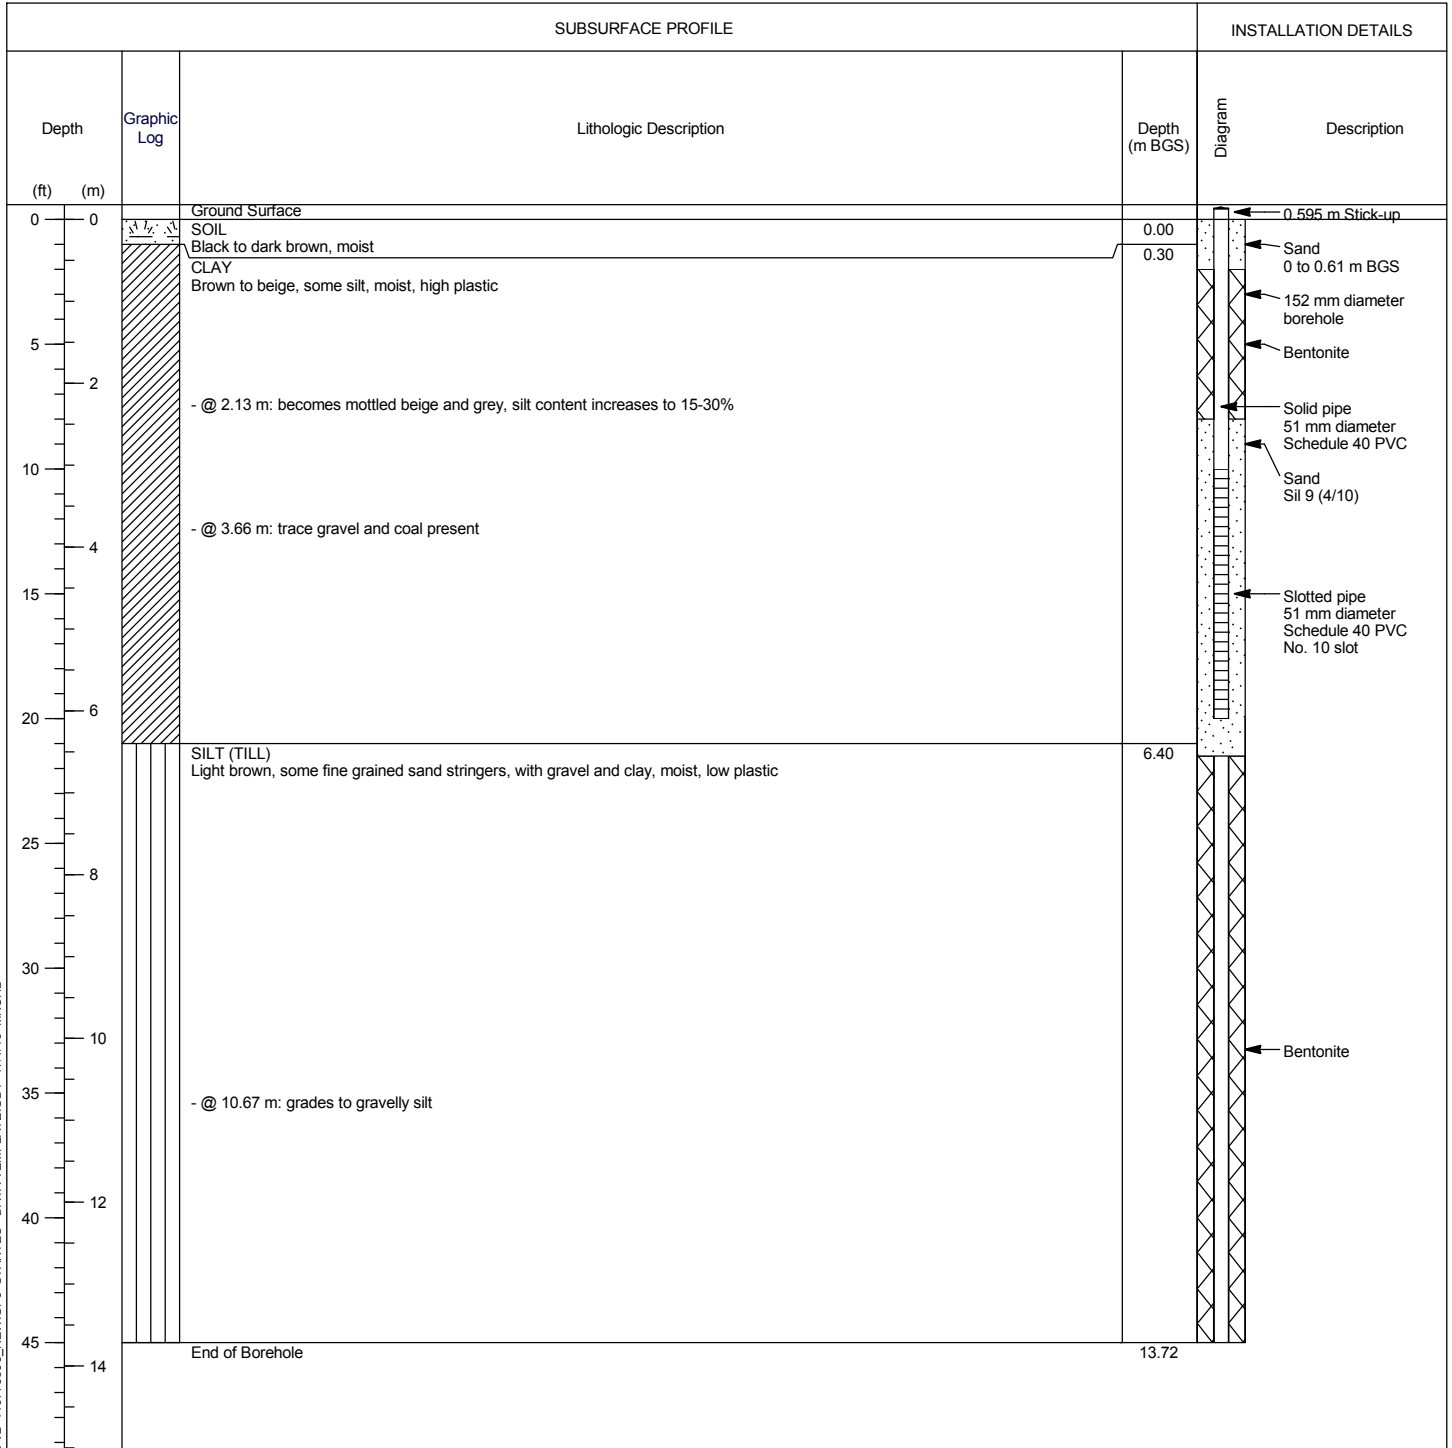 SUBSURFACE PROFILE
INSTALLATION DETAILS
Depth
Graphic
Log
Lithologic Description
Depth
(m BGS)
Diagram
Description
(ft) (m)
Ground Surface
0 0
0.595 m Stick-up
SOIL
0.00
Black to dark brown, moist
Sand
0 to 0.61 m BGS
0.30
CLAY
Brown to beige, some silt, moist, high plastic
152 mm diameter
borehole
5
Bentonite
2
- @ 2.13 m: becomes mottled beige and grey, silt content increases to 15-30%
Solid pipe
51 mm diameter
Schedule 40 PVC
10
Sand
Sil 9 (4/10)
- @ 3.66 m: trace gravel and coal present
4
15
Slotted pipe
51 mm diameter
Schedule 40 PVC
No. 10 slot
6
20
SILT (TILL)
6.40
Light brown, some fine grained sand stringers, with gravel and clay, moist, low plastic
25
8
30
10
Bentonite
35
- @ 10.67 m: grades to gravelly silt
12
40
45
End of Borehole
13.72
14